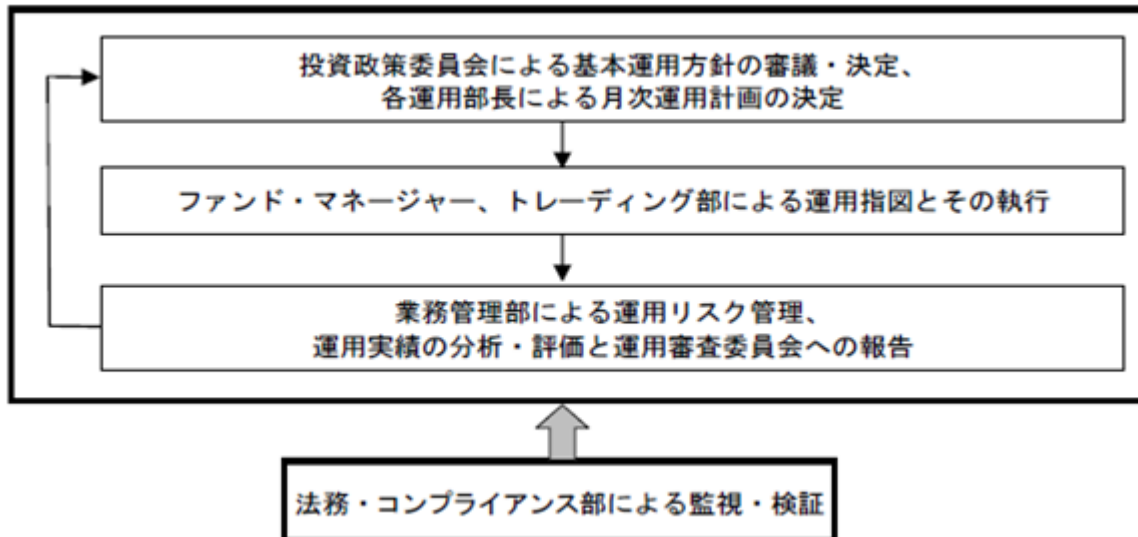 投資政策委員会による基本運用方針の審議・決定、
各運用部長による月次運用計画の決定
ファンド・マネージャー、トレーディング部による運用指図とその執行
業務管理部による運用リスク管理、
運用実績の分析・評価と運用審査委員会への報告
法務・コンプライアンス部による監視・検証